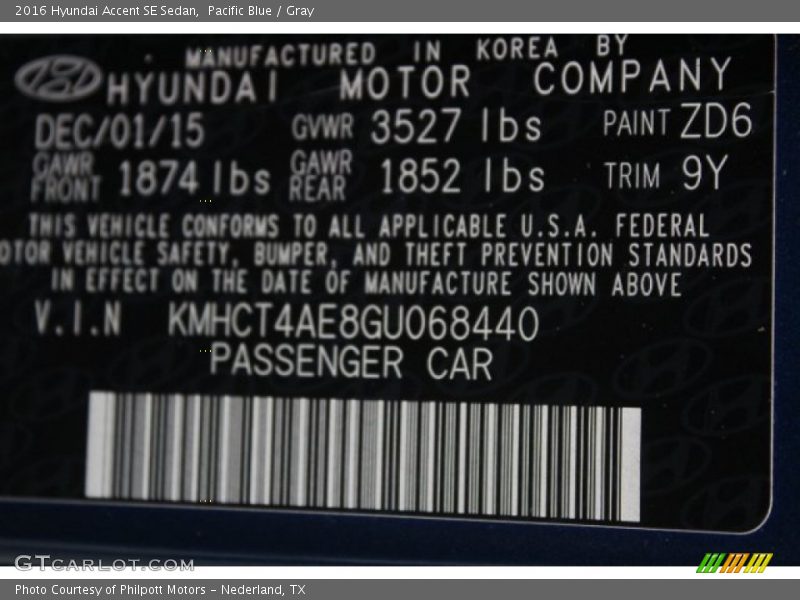 2016 Hyundai Accent SE Sedan,  Pacific Blue / Gray
MANUFACTURED IN KOREA BY
HYUNDAI MOTOR COMPANY
DEC/01/15 GVWR 3527 lbs PAINT ZD6
GAWR FRONT 1874 lbs GAWR REAR 1852 lbs TRIM 9Y
THIS VEHICLE CONFORMS TO ALL APPLICABLE U.S.A. FEDERAL
OTOR VEHICLE SAFETY, BUMPER, AND THEFT PREVENTION STANDARDS
IN EFFECT ON THE DATE OF MANUFACTURE SHOWN ABOVE
V.I.N KMHCT4AE8GU068440
PASSENGER CAR
GTCARLOT.COM
Photo Courtesy of Philpott Motors - Nederland, TX